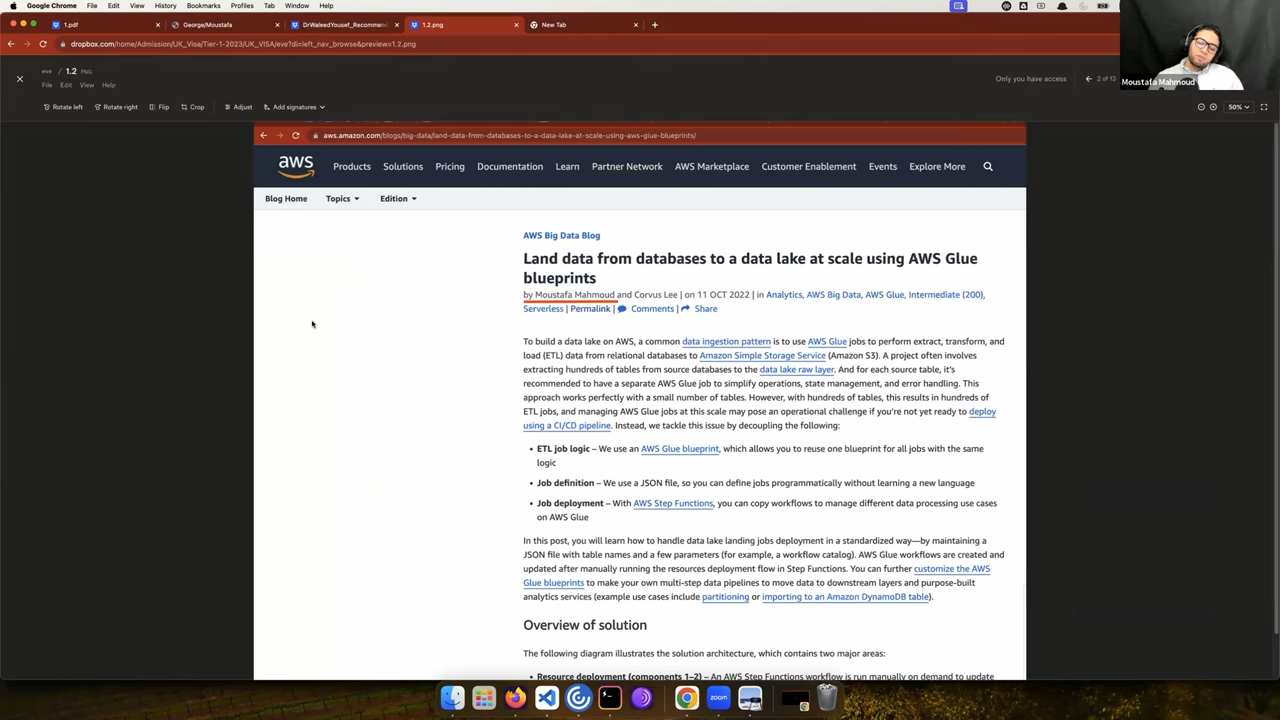 Google Chrome File Edit View History Bookmarks Profiles Tab Window Help
1.pdf George/Moustafa DrWaleedYousef_Recommend 1.2.png New Tab
dropbox.com/home/Admission/UK_Visa/Tier-1-2023/UK_VISA/eve?di=left_nav_browse&preview=1.2.png
eve / 1.2 PNG
Only you have access
2 of 13
File Edit View Help
Moustafa Mahmoud
Rotate left Rotate right Flip Crop Adjust Add signatures
50%
aws.amazon.com/blogs/big-data/land-data-from-databases-to-a-data-lake-at-scale-using-aws-glue-blueprints/
aws Products Solutions Pricing Documentation Learn Partner Network AWS Marketplace Customer Enablement Events Explore More
Blog Home Topics Edition
AWS Big Data Blog
Land data from databases to a data lake at scale using AWS Glue
blueprints
by Moustafa Mahmoud and Corvus Lee | on 11 OCT 2022 | in Analytics, AWS Big Data, AWS Glue, Intermediate (200),
Serverless | Permalink | Comments | Share
To build a data lake on AWS, a common data ingestion pattern is to use AWS Glue jobs to perform extract, transform, and
load (ETL) data from relational databases to Amazon Simple Storage Service (Amazon S3). A project often involves
extracting hundreds of tables from source databases to the data lake raw layer. And for each source table, it's
recommended to have a separate AWS Glue job to simplify operations, state management, and error handling. This
approach works perfectly with a small number of tables. However, with hundreds of tables, this results in hundreds of
ETL jobs, and managing AWS Glue jobs at this scale may pose an operational challenge if you're not yet ready to deploy
using a CI/CD pipeline. Instead, we tackle this issue by decoupling the following:
• ETL job logic – We use an AWS Glue blueprint, which allows you to reuse one blueprint for all jobs with the same
logic
• Job definition – We use a JSON file, so you can define jobs programmatically without learning a new language
• Job deployment – With AWS Step Functions, you can copy workflows to manage different data processing use cases
on AWS Glue
In this post, you will learn how to handle data lake landing jobs deployment in a standardized way—by maintaining a
JSON file with table names and a few parameters (for example, a workflow catalog). AWS Glue workflows are created and
updated after manually running the resources deployment flow in Step Functions. You can further customize the AWS
Glue blueprints to make your own multi-step data pipelines to move data to downstream layers and purpose-built
analytics services (example use cases include partitioning or importing to an Amazon DynamoDB table).
Overview of solution
The following diagram illustrates the solution architecture, which contains two major areas:
• Resource deployment (components 1–2) – An AWS Step Functions workflow is run manually on demand to update
zoom